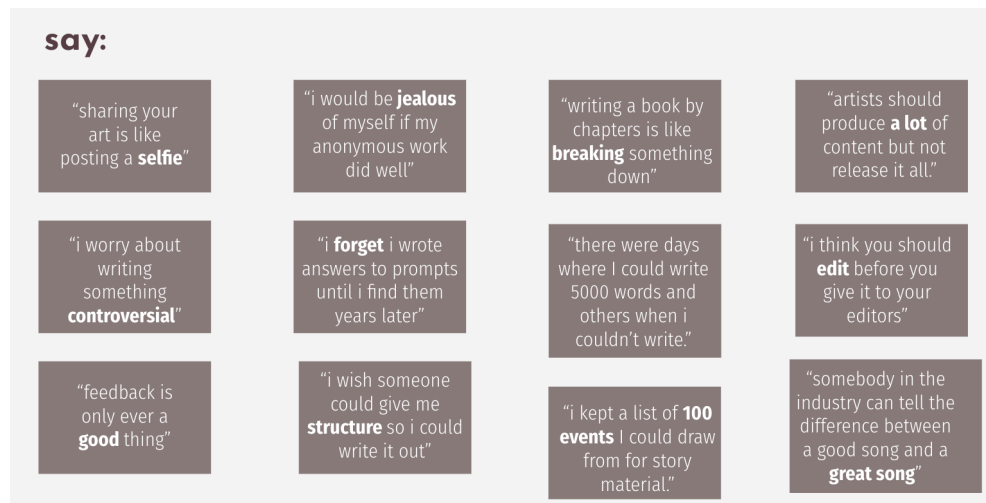 say:
“sharing your
art is like
posting a selfie”
“i would be jealous
of myself if my
anonymous work
did well”
“writing a book by
chapters is like
breaking something
down”
“artists should
produce a lot of
content but not
release it all.”
“i worry about
writing
something
controversial”
“i forget i wrote
answers to prompts
until i find them
years later”
“there were days
where I could write
5000 words and
others when i
couldn’t write.”
“i think you should
edit before you
give it to your
editors”
“feedback is
only ever a
good thing”
“i wish someone
could give me
structure so i could
write it out”
“i kept a list of 100
events I could draw
from for story
material.”
“somebody in the
industry can tell the
difference between
a good song and a
great song”